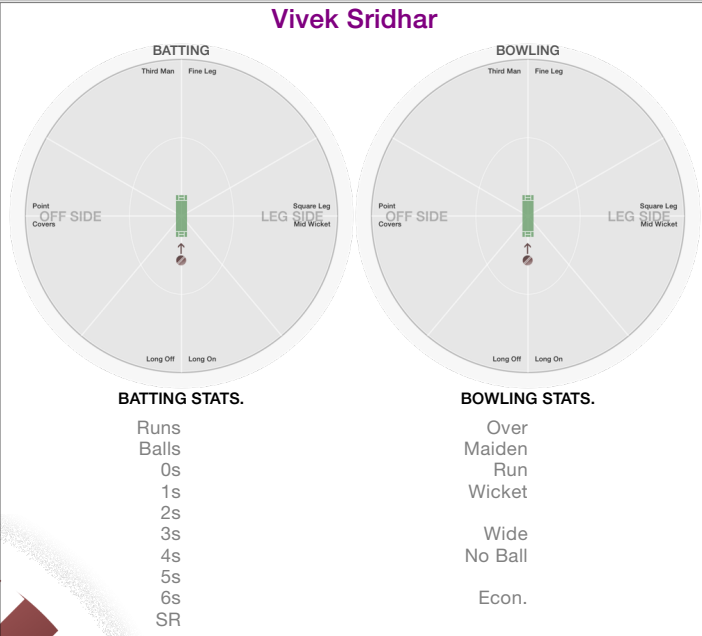 Vivek Sridhar
BATTING
Third Man Fine Leg
Point
OFF SIDE
Covers
Square Leg
LEG SIDE
Mid Wicket
Long Off Long On
BOWLING
Third Man Fine Leg
Point
OFF SIDE
Covers
Square Leg
LEG SIDE
Mid Wicket
Long Off Long On
BATTING STATS.
Runs
Balls
0s
1s
2s
3s
4s
5s
6s
SR
BOWLING STATS.
Over
Maiden
Run
Wicket
Wide
No Ball
Econ.